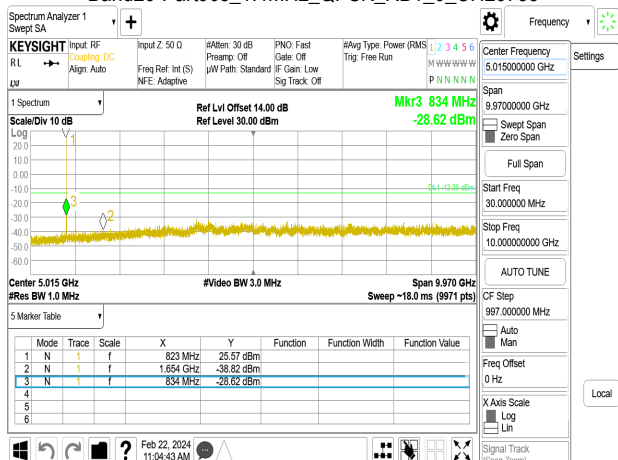 Spectrum Analyzer 1
Swept SA
Frequency
KEYSIGHT
Input: RF
Coupling: DC
Align: Auto
Input Z: 50 Ω
Freq Ref: Int (S)
NFE: Adaptive
#Atten: 30 dB
Preamp: Off
µW Path: Standard
PNO: Fast
Gate: Off
IF Gain: Low
Sig Track: Off
#Avg Type: Power (RMS
Trig: Free Run
1 2 3 4 5 6
M W W W W W
P N N N N N
R L
Center Frequency
5.015000000 GHz
Settings
Span
9.97000000 GHz
Swept Span
Zero Span
Full Span
Start Freq
30.000000 MHz
Stop Freq
10.000000000 GHz
AUTO TUNE
CF Step
997.000000 MHz
Auto
Man
Freq Offset
0 Hz
X Axis Scale
Log
Lin
Signal Track
Local
1 Spectrum
Scale/Div 10 dB
Ref Lvl Offset 14.00 dB
Ref Level 30.00 dBm
Mkr3 834 MHz
-28.62 dBm
Log
20.0
10.0
0.00
-10.0
-20.0
-30.0
-40.0
-50.0
-60.0
1
2
3
DL1 -13.00 dBm
Center 5.015 GHz
#Video BW 3.0 MHz
Span 9.970 GHz
#Res BW 1.0 MHz
Sweep ~18.0 ms (9971 pts)
5 Marker Table
Mode Trace Scale X Y Function Function Width Function Value
1 N 1 f 823 MHz 25.57 dBm
2 N 1 f 1.654 GHz -38.82 dBm
3 N 1 f 834 MHz -28.62 dBm
4
5
6
Feb 22, 2024
11:04:43 AM